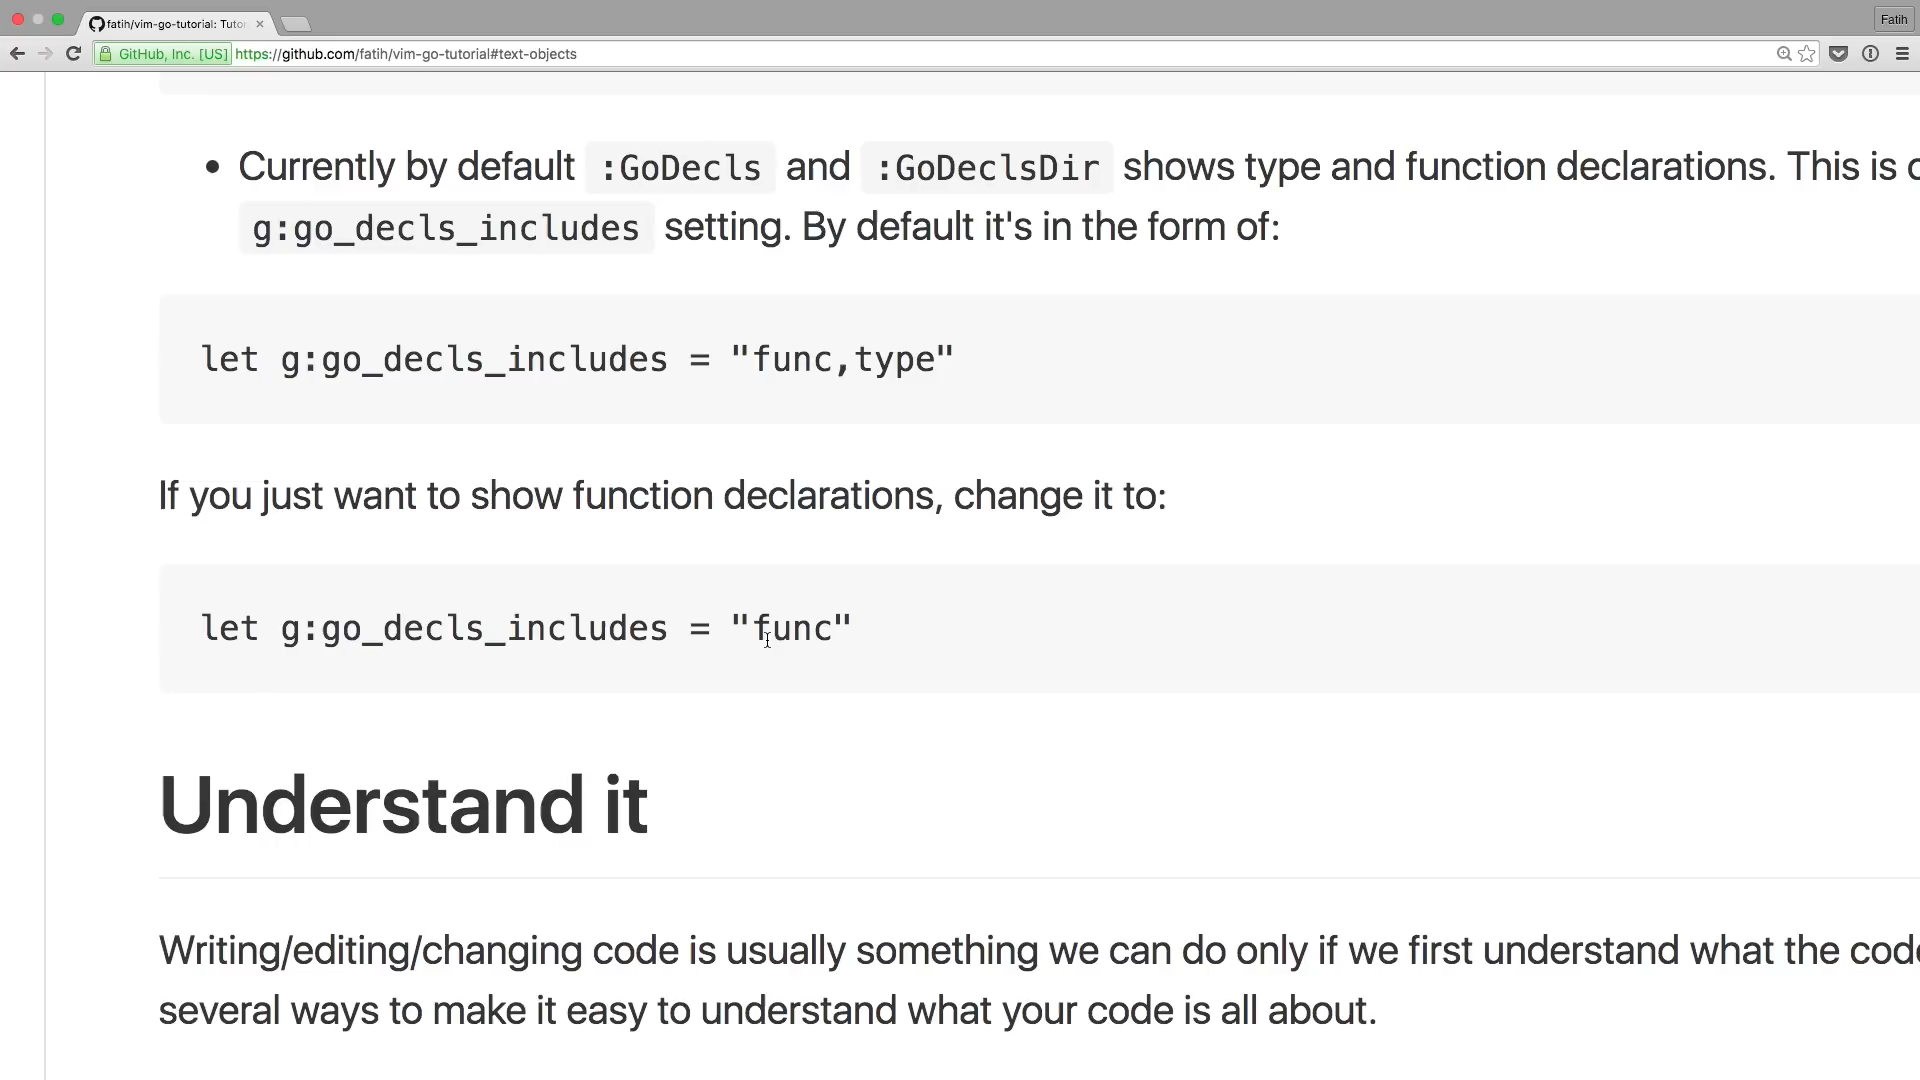 fatih/vim-go-tutorial: Tuto
Fatih
GitHub, Inc. [US] https://github.com/fatih/vim-go-tutorial#text-objects
• Currently by default :GoDecls and :GoDeclsDir shows type and function declarations. This is
g:go_decls_includes setting. By default it's in the form of:
let g:go_decls_includes = "func,type"
If you just want to show function declarations, change it to:
let g:go_decls_includes = "func"
Understand it
Writing/editing/changing code is usually something we can do only if we first understand what the code
several ways to make it easy to understand what your code is all about.